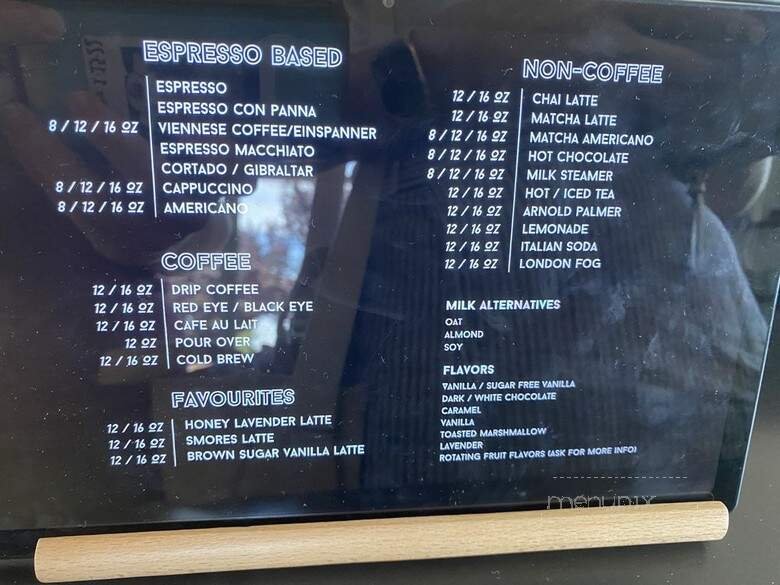 ESPRESSO BASED
ESPRESSO
ESPRESSO CON PANNA
8 / 12 / 16 OZ VIENNESE COFFEE/EINSPANNER
ESPRESSO MACCHIATO
CORTADO / GIBRALTAR
8 / 12 / 16 OZ CAPPUCCINO
8 / 12 / 16 OZ AMERICANO
COFFEE
12 / 16 OZ DRIP COFFEE
12 / 16 OZ RED EYE / BLACK EYE
12 / 16 OZ CAFE AU LAIT
12 OZ POUR OVER
12 / 16 OZ COLD BREW
FAVOURITES
12 / 16 OZ HONEY LAVENDER LATTE
12 / 16 OZ SMORES LATTE
12 / 16 OZ BROWN SUGAR VANILLA LATTE
NON-COFFEE
12 / 16 OZ CHAI LATTE
12 / 16 OZ MATCHA LATTE
8 / 12 / 16 OZ MATCHA AMERICANO
8 / 12 / 16 OZ HOT CHOCOLATE
8 / 12 / 16 OZ MILK STEAMER
12 / 16 OZ HOT / ICED TEA
12 / 16 OZ ARNOLD PALMER
12 / 16 OZ LEMONADE
12 / 16 OZ ITALIAN SODA
12 / 16 OZ LONDON FOG
MILK ALTERNATIVES
OAT
ALMOND
SOY
FLAVORS
VANILLA / SUGAR FREE VANILLA
DARK / WHITE CHOCOLATE
CARAMEL
VANILLA
TOASTED MARSHMALLOW
LAVENDER
ROTATING FRUIT FLAVORS (ASK FOR MORE INFO)
menupix